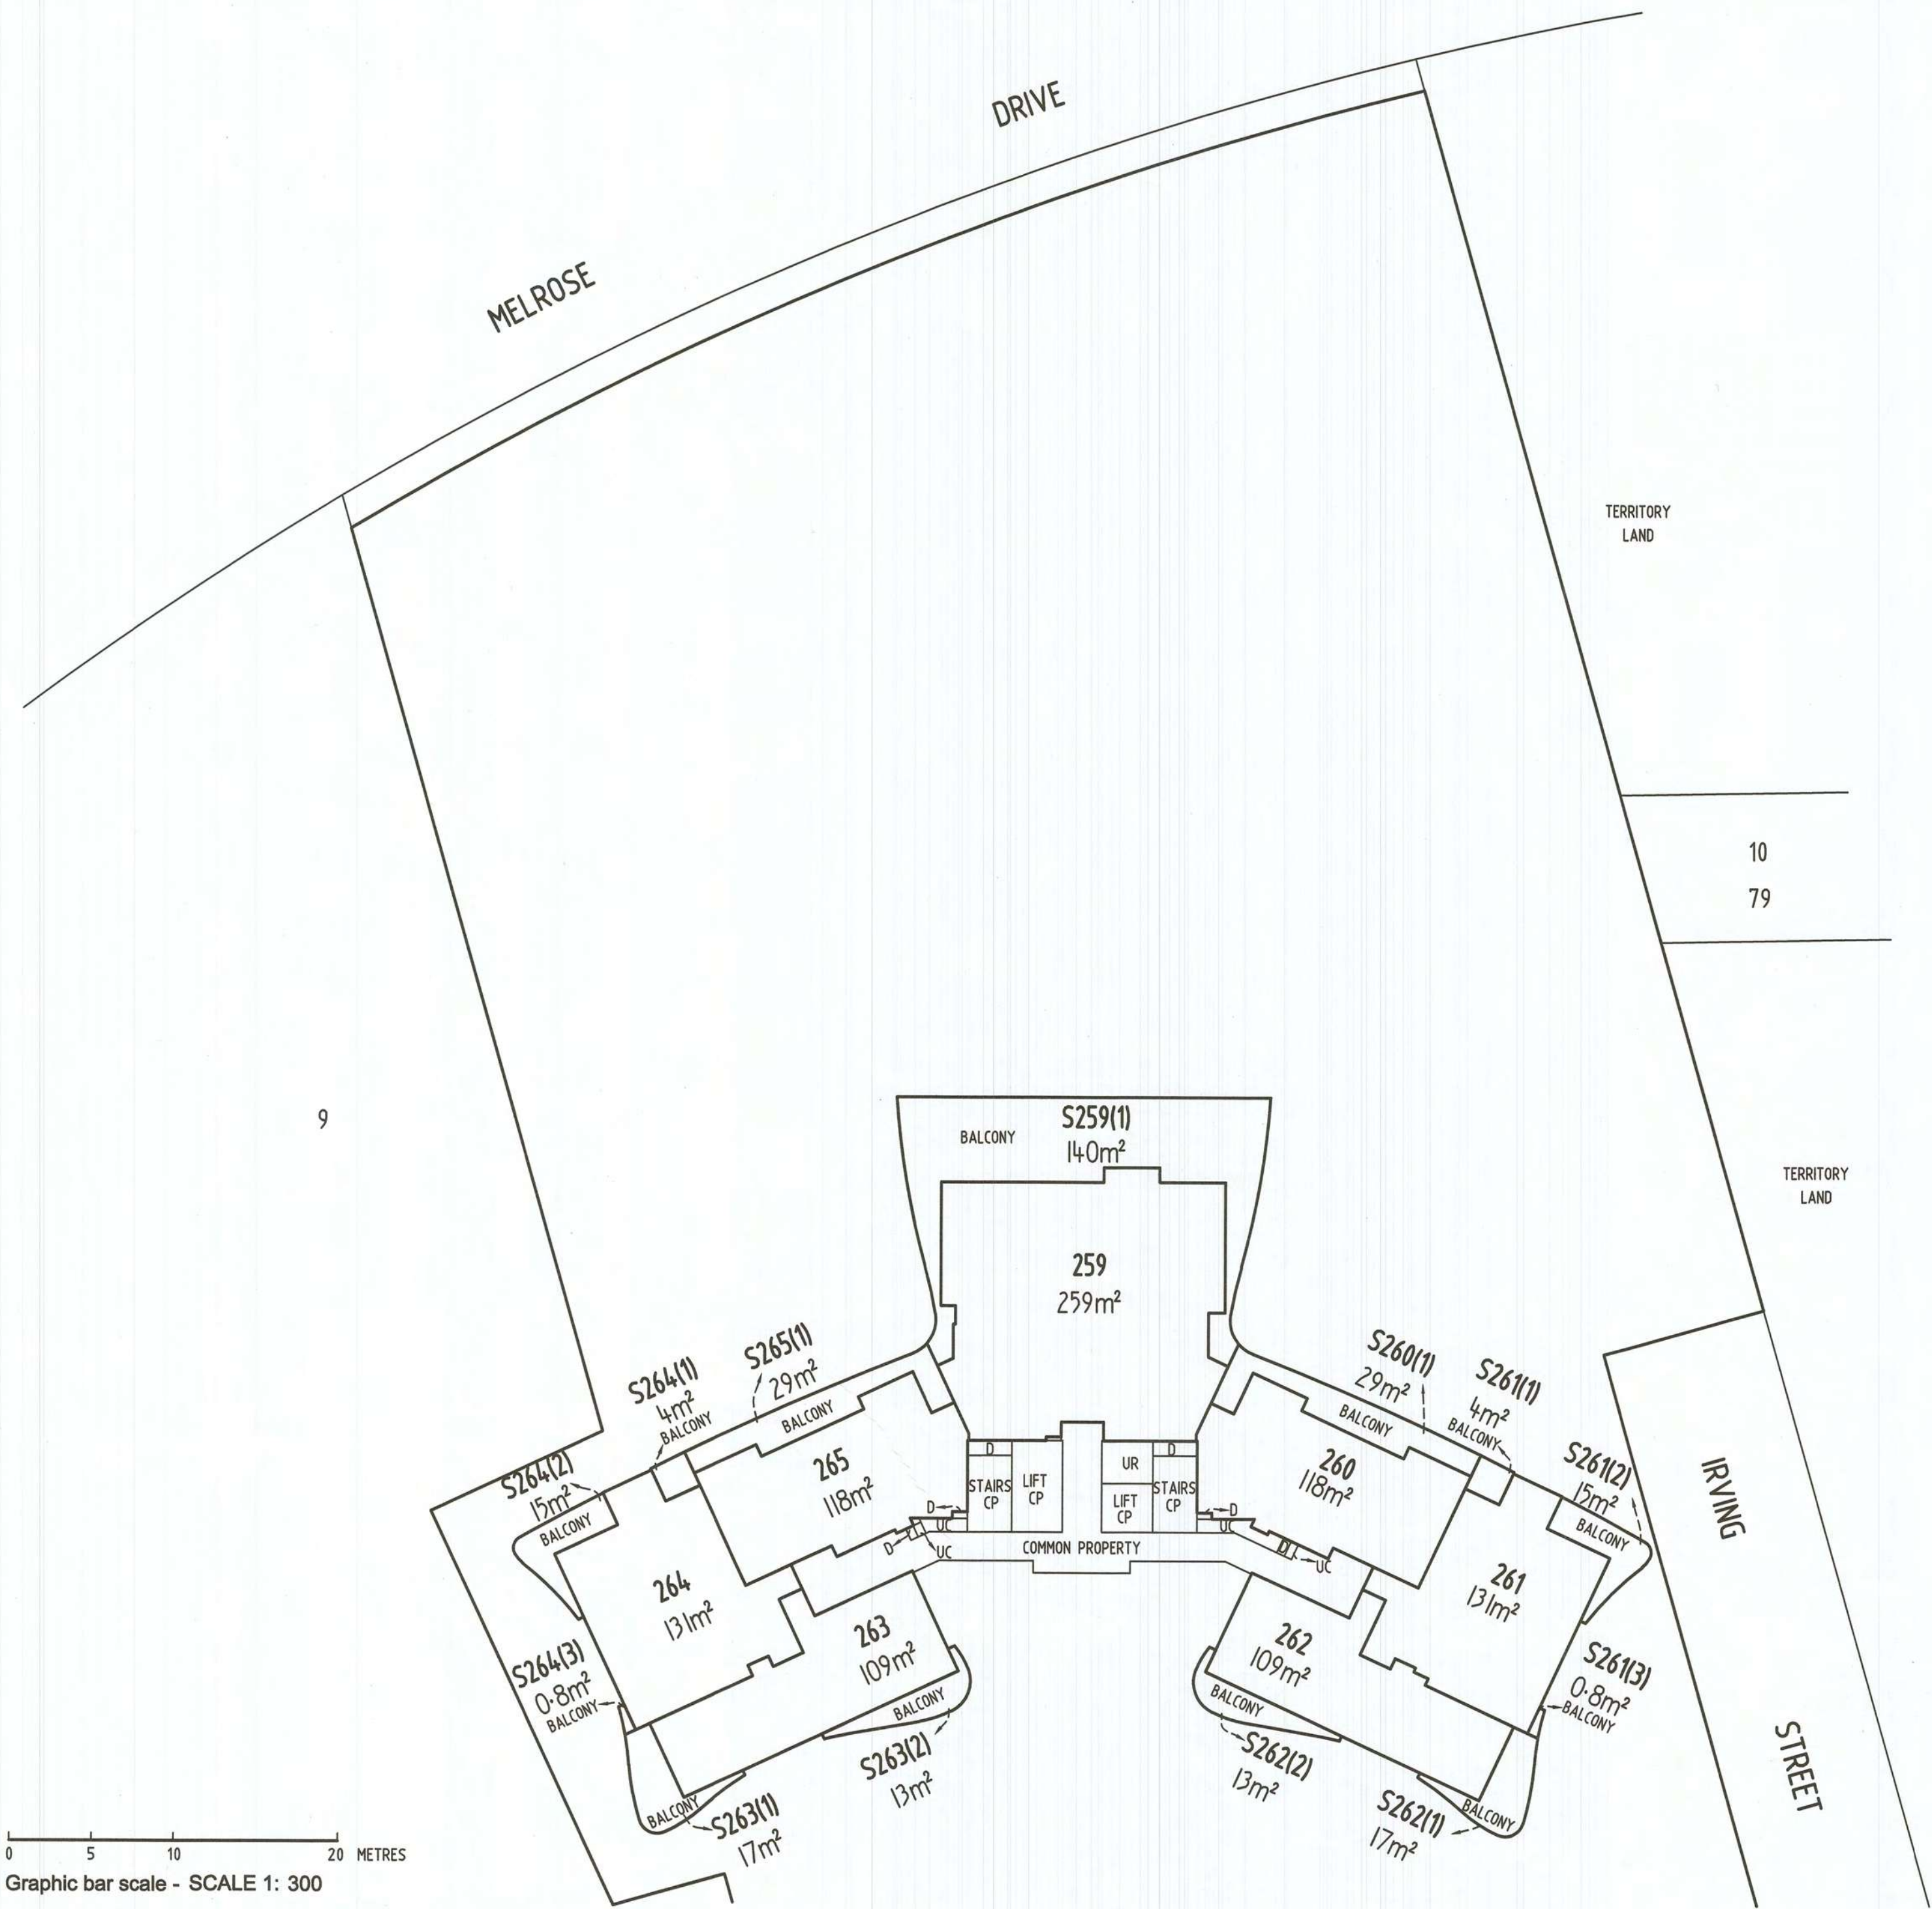 DRIVE
MELROSE
TERRITORY
LAND
10
79
9
TERRITORY
LAND
S259(1)
BALCONY
140m²
259
259m²
S265(1)
29m²
BALCONY
S264(1)
4m²
BALCONY
S264(2)
15m²
BALCONY
S260(1)
29m²
BALCONY
S261(1)
4m²
BALCONY
S261(2)
15m²
BALCONY
265
118m²
260
118m²
D
STAIRS
CP
LIFT
CP
UR
LIFT
CP
D
STAIRS
CP
D
UC
D
UC
D
UC
D
UC
COMMON PROPERTY
264
131m²
263
109m²
262
109m²
261
131m²
IRVING
STREET
S264(3)
0·8m²
BALCONY
S261(3)
0·8m²
BALCONY
BALCONY
S263(2)
13m²
BALCONY
S262(2)
13m²
BALCONY
S263(1)
17m²
BALCONY
S262(1)
17m²
0 5 10 20 METRES
Graphic bar scale - SCALE 1: 300